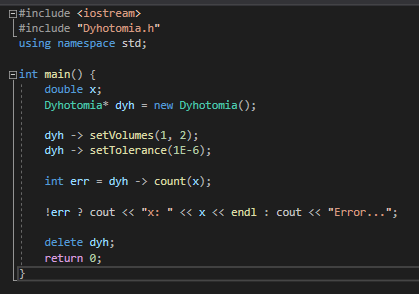 #include <iostream>
#include "Dyhotomia.h"
using namespace std;
int main() {
double x;
Dyhotomia* dyh = new Dyhotomia();
dyh -> setVolumes(1, 2);
dyh -> setTolerance(1E-6);
int err = dyh -> count(x);
!err ? cout << "x: " << x << endl : cout << "Error...";
delete dyh;
return 0;
}